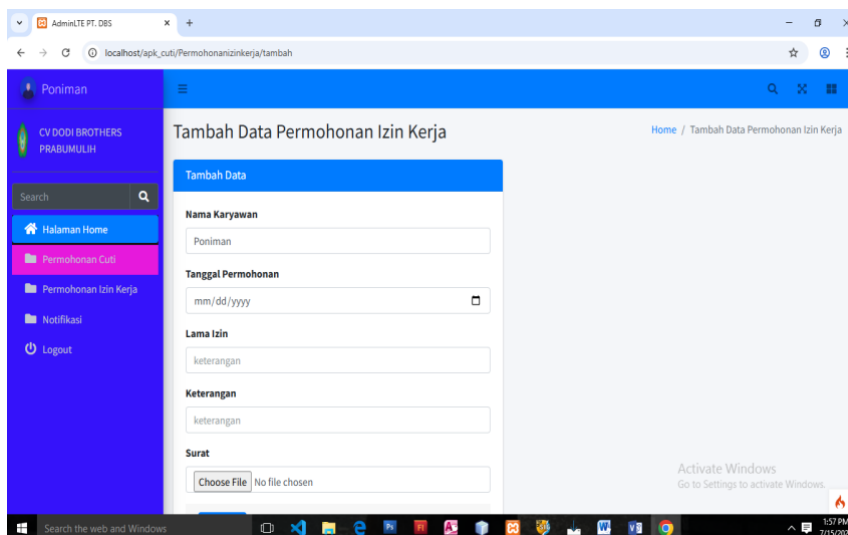 AdminLTE PT. DBS
localhost/apk_cuti/Permohonanizinkerja/tambah
Poniman
CV DODI BROTHERS
PRABUMULIH
Search
Halaman Home
Permohonan Cuti
Permohonan Izin Kerja
Notifikasi
Logout
Tambah Data Permohonan Izin Kerja
Home / Tambah Data Permohonan Izin Kerja
Tambah Data
Nama Karyawan
Poniman
Tanggal Permohonan
mm/dd/yyyy
Lama Izin
keterangan
Keterangan
keterangan
Surat
Choose File No file chosen
Activate Windows
Go to Settings to activate Windows.
Search the web and Windows
1:57 PM
7/15/202